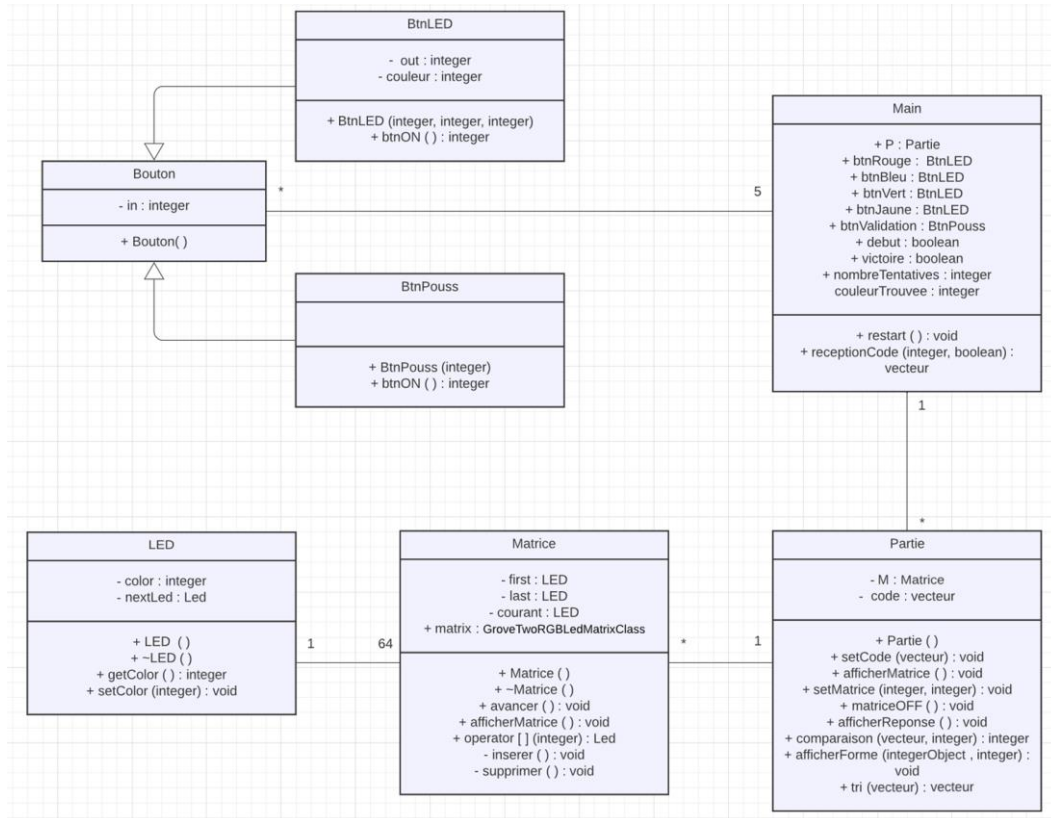 BtnLED
- out : integer
- couleur : integer
+ BtnLED (integer, integer, integer)
+ btnON ( ) : integer
Bouton
- in : integer
+ Bouton( )
*
5
BtnPouss
+ BtnPouss (integer)
+ btnON ( ) : integer
Main
+ P : Partie
+ btnRouge : BtnLED
+ btnBleu : BtnLED
+ btnVert : BtnLED
+ btnJaune : BtnLED
+ btnValidation : BtnPouss
+ debut : boolean
+ victoire : boolean
+ nombreTentatives : integer
couleurTrouvee : integer
+ restart ( ) : void
+ receptionCode (integer, boolean) :
vecteur
1
*
LED
- color : integer
- nextLed : Led
+ LED ( )
+ ~LED ( )
+ getColor ( ) : integer
+ setColor (integer) : void
1
64
Matrice
- first : LED
- last : LED
- courant : LED
+ matrix : GroveTwoRGBLedMatrixClass
+ Matrice ( )
+ ~Matrice ( )
+ avancer ( ) : void
+ afficherMatrice ( ) : void
+ operator [ ] (integer) : Led
- inserer ( ) : void
- supprimer ( ) : void
*
1
Partie
- M : Matrice
- code : vecteur
+ Partie ( )
+ setCode (vecteur) : void
+ afficherMatrice ( ) : void
+ setMatrice (integer, integer) : void
+ matriceOFF ( ) : void
+ afficherReponse ( ) : void
+ comparaison (vecteur, integer) : integer
+ afficherForme (integerObject , integer) :
void
+ tri (vecteur) : vecteur